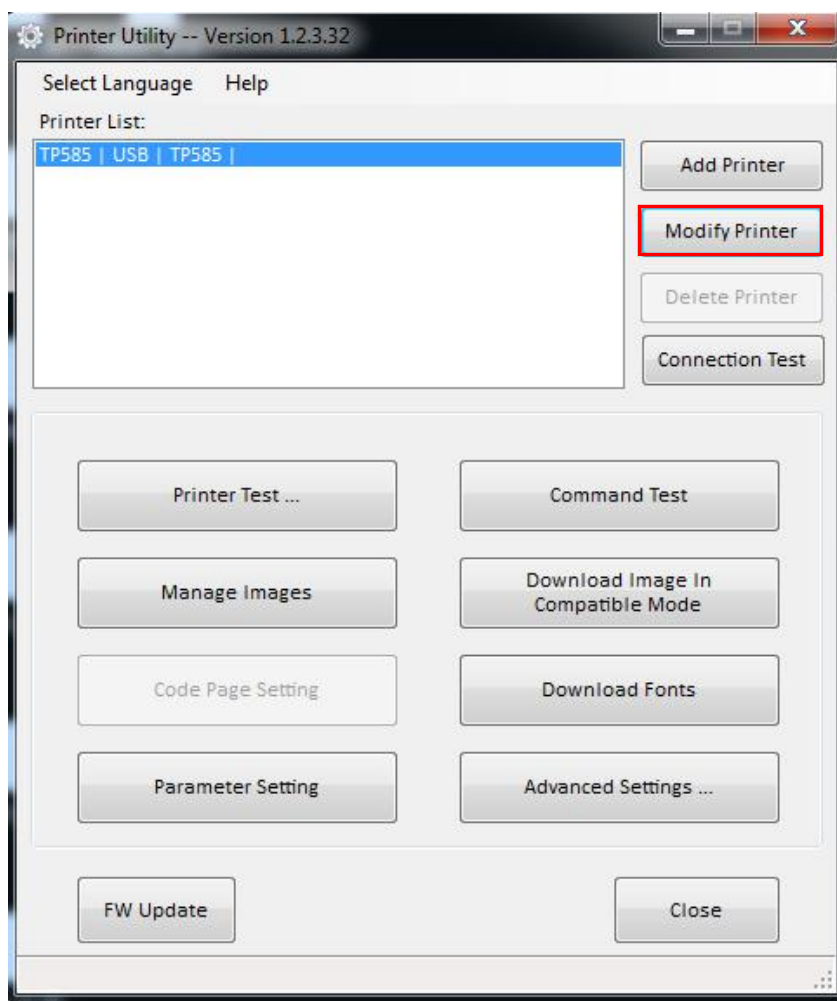 Printer Utility -- Version 1.2.3.32
Select Language Help
Printer List:
TP585 | USB | TP585 |
Add Printer
Modify Printer
Delete Printer
Connection Test
Printer Test ...
Command Test
Manage Images
Download Image In
Compatible Mode
Code Page Setting
Download Fonts
Parameter Setting
Advanced Settings ...
FW Update
Close